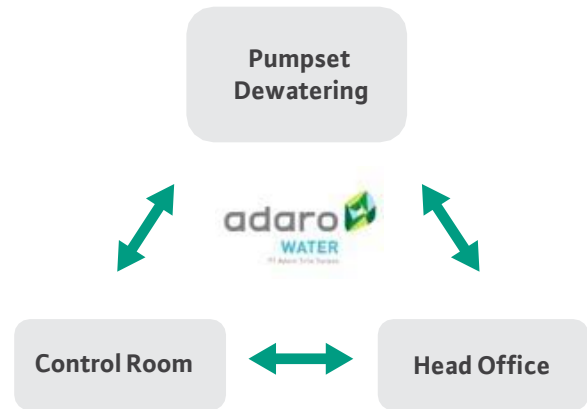 Pumpset
Dewatering
adaro
WATER
Control Room
Head Office